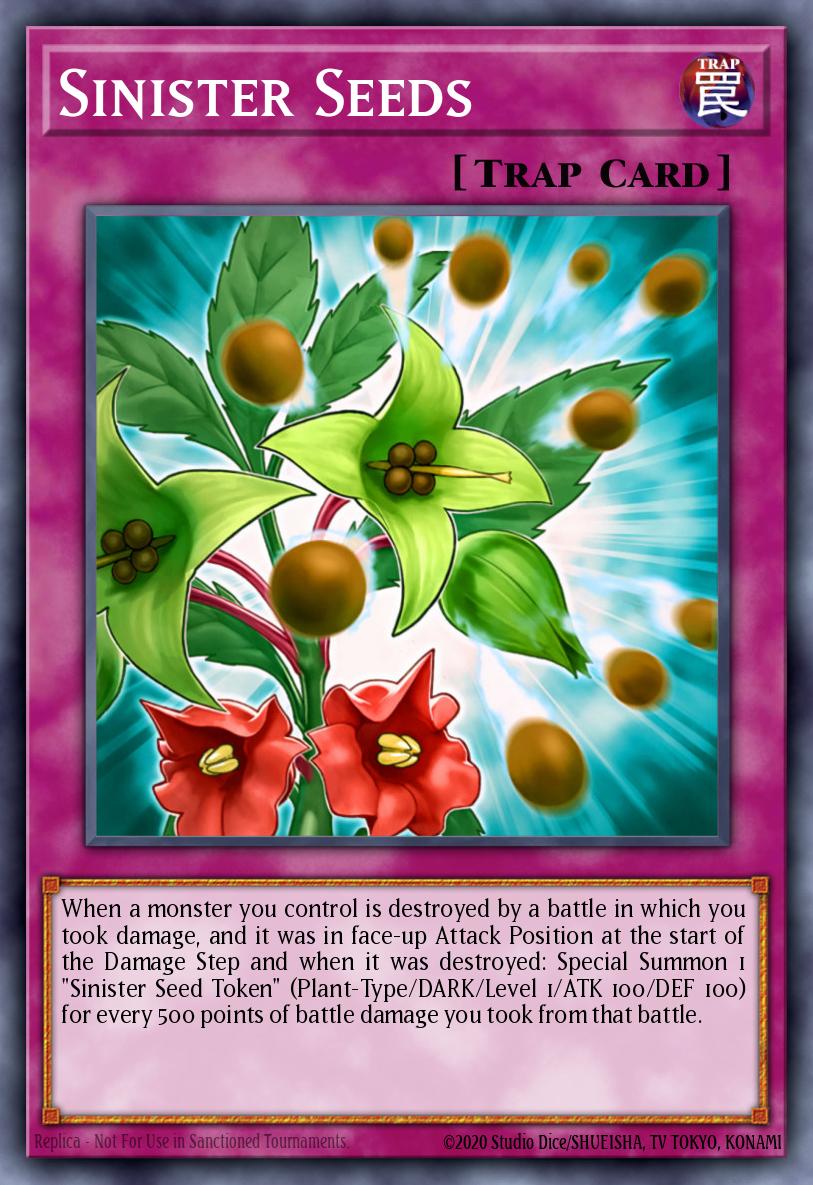 Sinister Seeds
TRAP
罠
[Trap Card]
When a monster you control is destroyed by a battle in which you
took damage, and it was in face-up Attack Position at the start of
the Damage Step and when it was destroyed: Special Summon 1
"Sinister Seed Token" (Plant-Type/DARK/Level 1/ATK 100/DEF 100)
for every 500 points of battle damage you took from that battle.
Replica - Not For Use in Sanctioned Tournaments.
©2020 Studio Dice/SHUEISHA, TV TOKYO, KONAMI